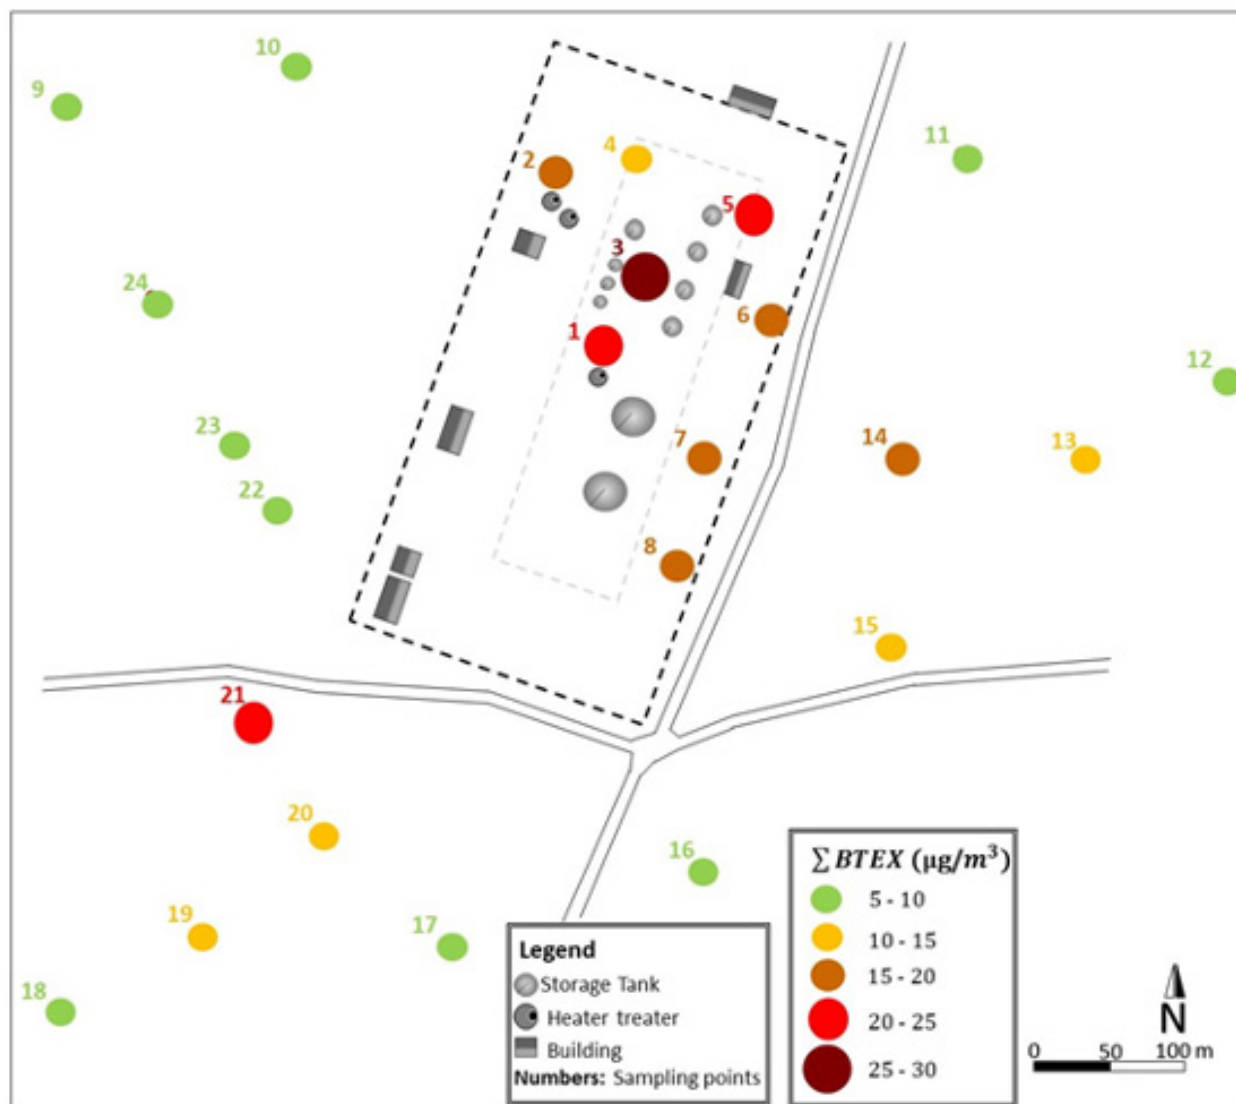 10
9
4
2
11
5
3
24
6
1
12
23
7
14
13
22
8
15
21
20
16
19
17
18
∑ BTEX (µg/m³)
5 - 10
10 - 15
15 - 20
20 - 25
25 - 30
Legend
Storage Tank
Heater treater
Building
Numbers: Sampling points
N
0 50 100 m